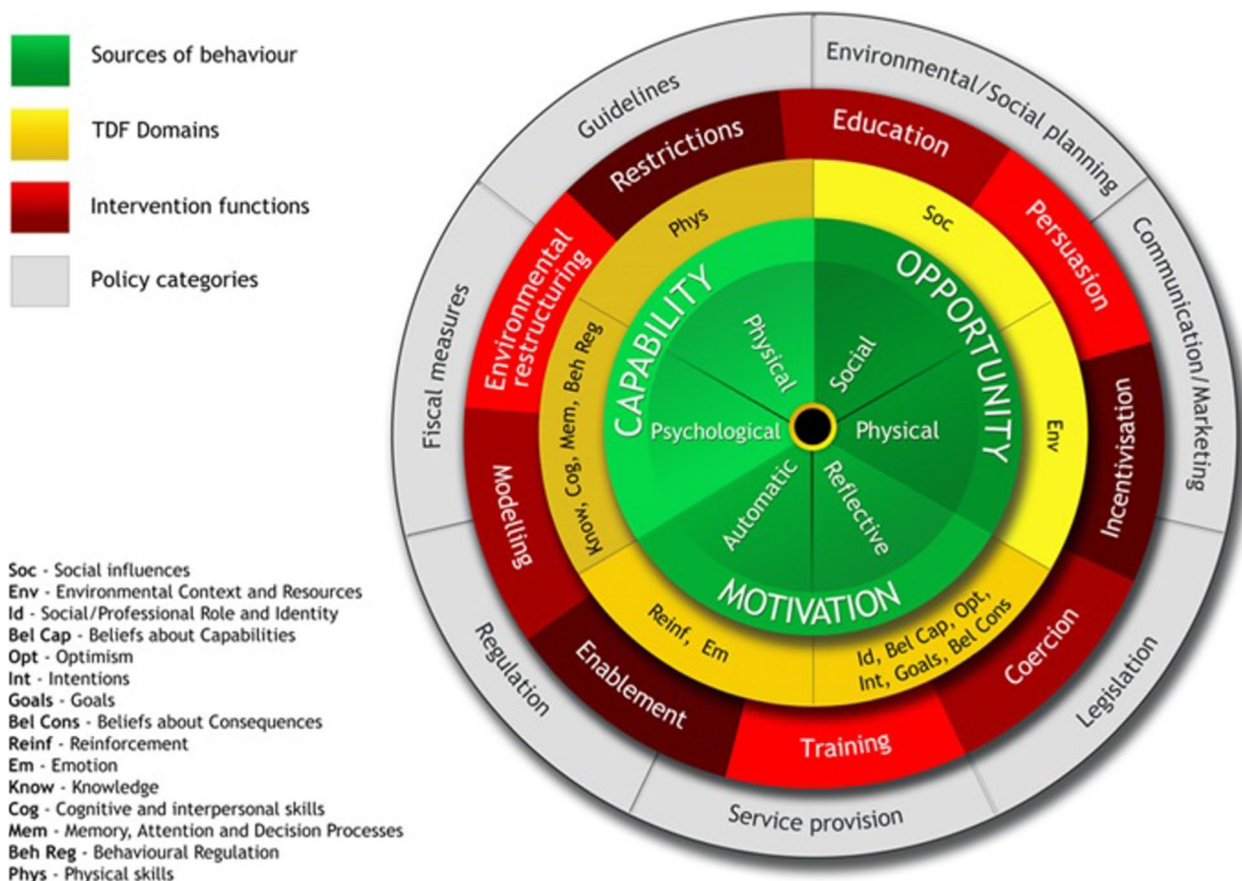 Sources of behaviour
TDF Domains
Intervention functions
Policy categories
Soc - Social influences
Env - Environmental Context and Resources
Id - Social/Professional Role and Identity
Bel Cap - Beliefs about Capabilities
Opt - Optimism
Int - Intentions
Goals - Goals
Bel Cons - Beliefs about Consequences
Reinf - Reinforcement
Em - Emotion
Know - Knowledge
Cog - Cognitive and interpersonal skills
Mem - Memory, Attention and Decision Processes
Beh Reg - Behavioural Regulation
Phys - Physical skills
Guidelines
Environmental/Social planning
Communication/Marketing
Legislation
Service provision
Regulation
Fiscal measures
Restrictions
Education
Persuasion
Incentivisation
Coercion
Training
Enablement
Modelling
Environmental
restructuring
Phys
Soc
Env
Id, Bel Cap, Opt,
Int, Goals, Bel Cons
Reinf, Em
Know, Cog, Mem, Beh Reg
CAPABILITY
OPPORTUNITY
MOTIVATION
Physical
Social
Physical
Reflective
Automatic
Psychological